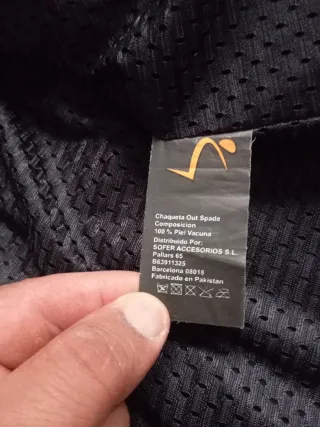 Chaqueta Out Spade
Composicion
100 % Piel Vacuna
Distribuido Por:
SOFER ACCESORIOS S.L.
Pallars 65
B63911325
Barcelona 08018
Fabricado en Pakistan